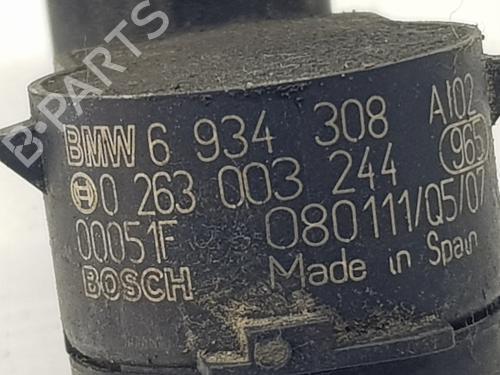 B-PARTS
BMW 6 934 308 AI02
0 263 003 244 965
00051F 080111/Q5/07
BOSCH Made in Spain